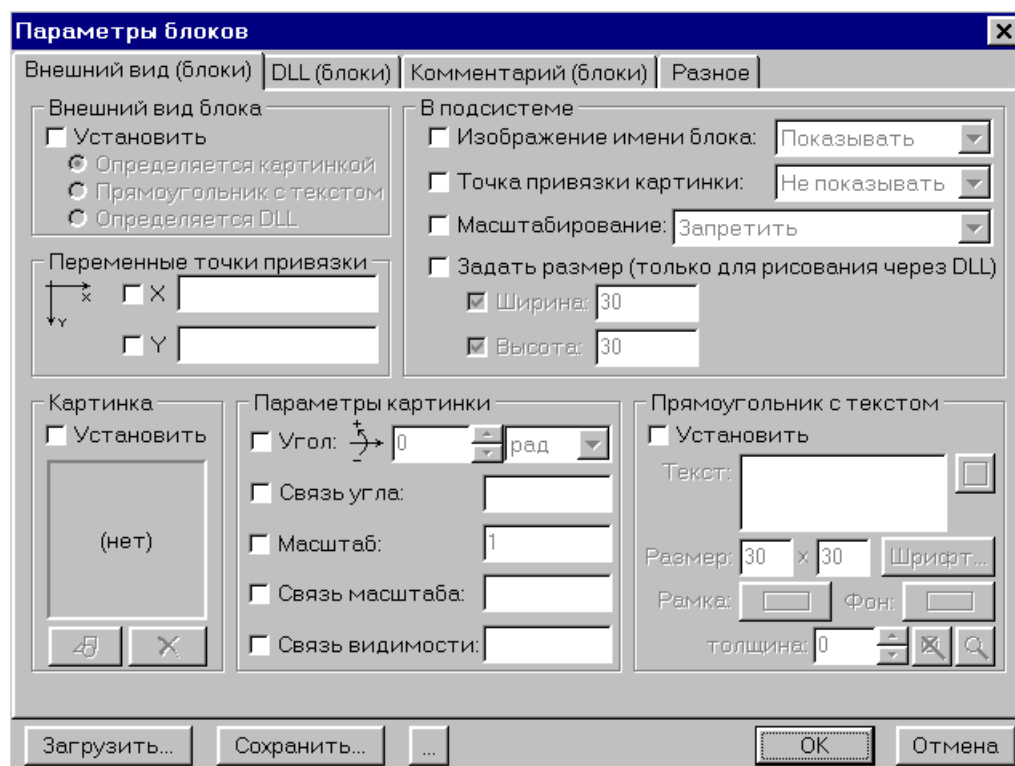 Параметры блоков
Внешний вид (блоки) DLL (блоки) Комментарий (блоки) Разное
Внешний вид блока
Установить
Определяется картинкой
Прямоугольник с текстом
Определяется DLL
Переменные точки привязки
X
X
Y
Y
В подсистеме
Изображение имени блока: Показывать
Точка привязки картинки: Не показывать
Масштабирование: Запретить
Задать размер (только для рисования через DLL)
Ширина: 30
Высота: 30
Картинка
Установить
(нет)
Параметры картинки
Угол: + - 0 рад
Связь угла:
Масштаб: 1
Связь масштаба:
Связь видимости:
Прямоугольник с текстом
Установить
Текст:
Размер: 30 x 30 Шрифт...
Рамка: Фон:
толщина: 0
Загрузить... Сохранить... ... OK Отмена